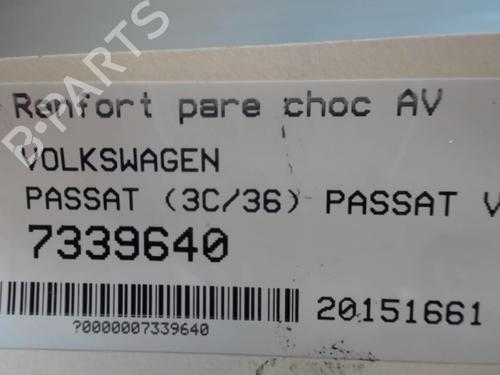 Renfort pare choc AV
VOLKSWAGEN
PASSAT (3C/36) PASSAT V
7339640
20151661
?0000007339640
B-PARTS